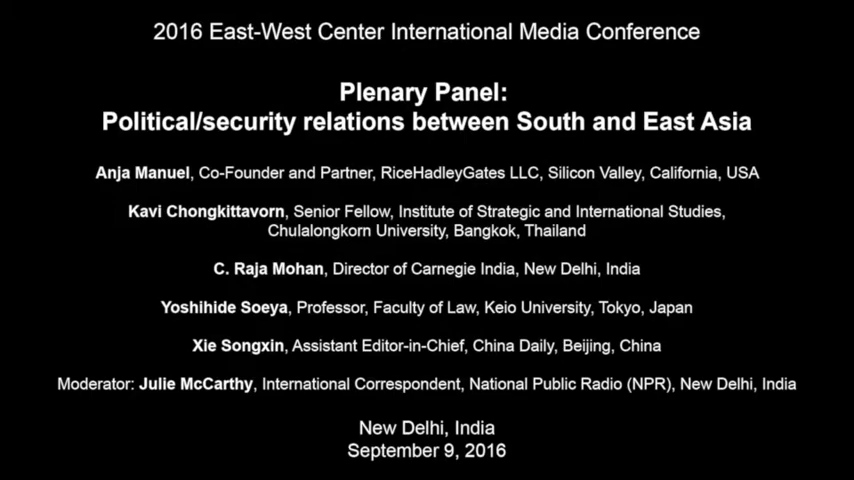 2016 East-West Center International Media Conference
Plenary Panel:
Political/security relations between South and East Asia
Anja Manuel, Co-Founder and Partner, RiceHadleyGates LLC, Silicon Valley, California, USA
Kavi Chongkittavorn, Senior Fellow, Institute of Strategic and International Studies,
Chulalongkorn University, Bangkok, Thailand
C. Raja Mohan, Director of Carnegie India, New Delhi, India
Yoshihide Soeya, Professor, Faculty of Law, Keio University, Tokyo, Japan
Xie Songxin, Assistant Editor-in-Chief, China Daily, Beijing, China
Moderator: Julie McCarthy, International Correspondent, National Public Radio (NPR), New Delhi, India
New Delhi, India
September 9, 2016